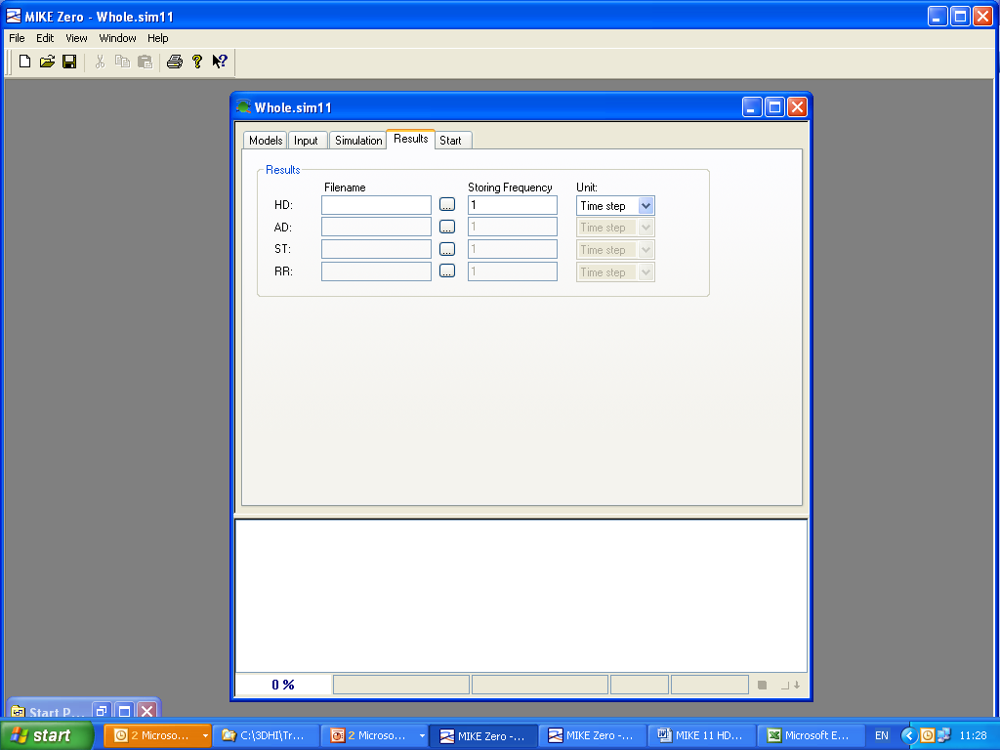 MIKE Zero - Whole.sim11
File Edit View Window Help
Whole.sim11
Models Input Simulation Results Start
Results
Filename Storing Frequency Unit:
HD: ... 1 Time step
AD: ... 1 Time step
ST: ... 1 Time step
RR: ... 1 Time step
0 %
Start P...
start 2 Microso... C:\3DHI\Tr... 2 Microso... MIKE Zero -... MIKE Zero -... MIKE 11 HD... Microsoft E... EN 11:28